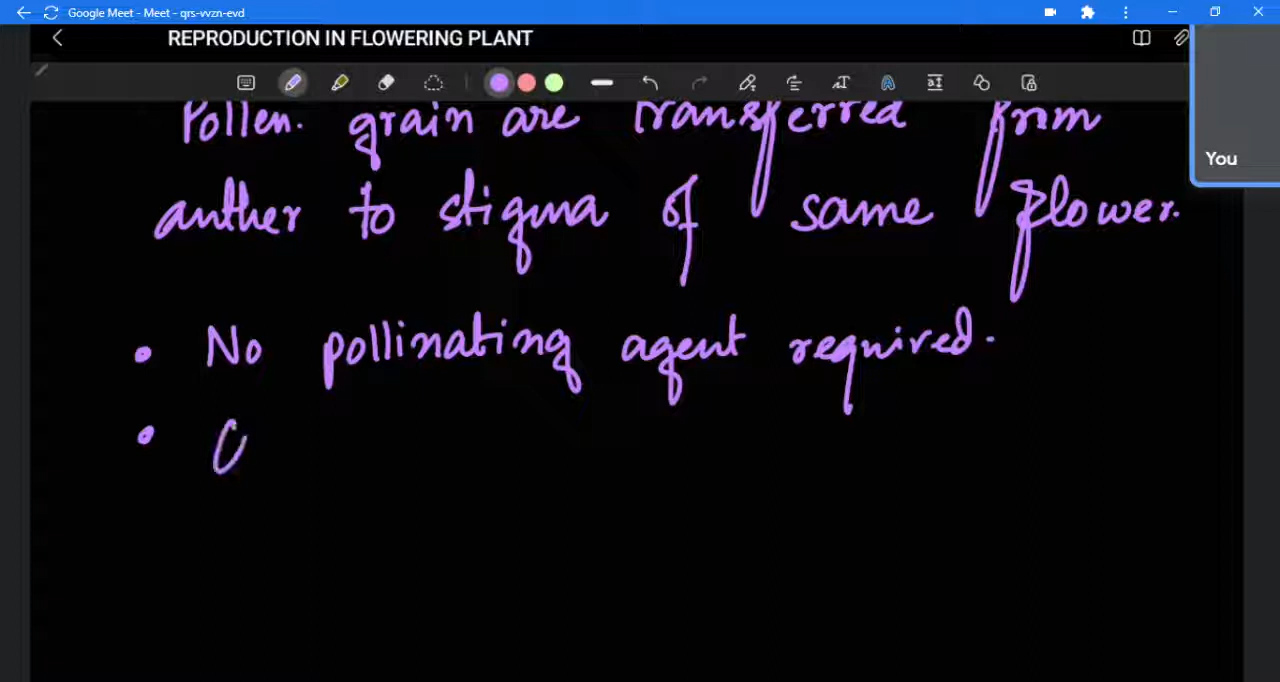 Google Meet - Meet - qrs-vvzn-evd
REPRODUCTION IN FLOWERING PLANT
Pollen. grain are transferred from
anther to stigma of same flower.
You
• No pollinating agent required.
•